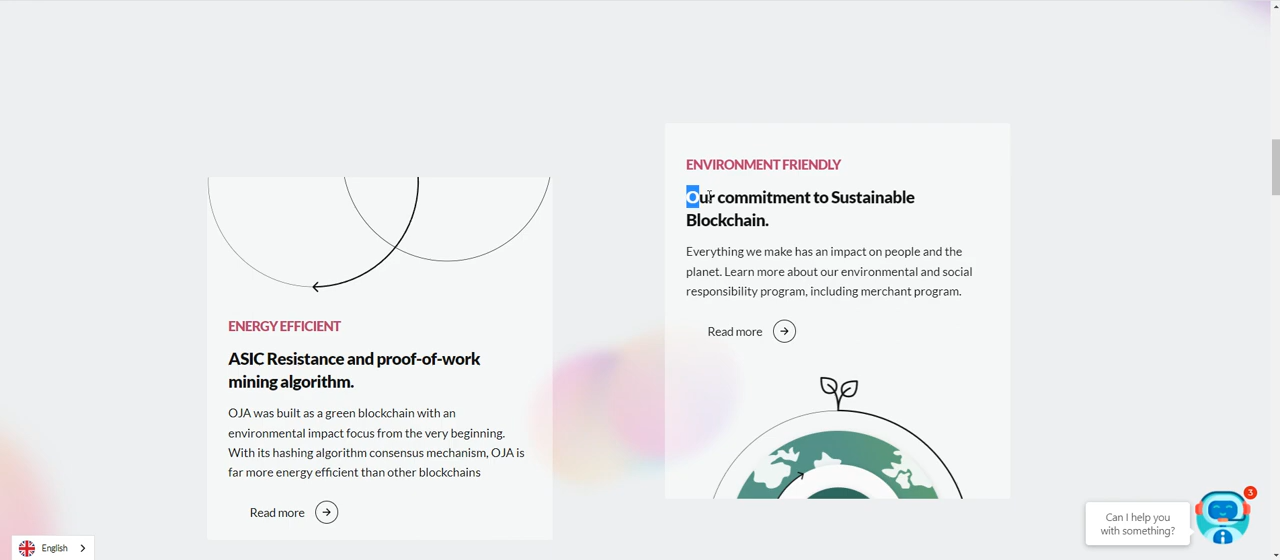 ENERGY EFFICIENT
ASIC Resistance and proof-of-work
mining algorithm.
OJA was built as a green blockchain with an
environmental impact focus from the very beginning.
With its hashing algorithm consensus mechanism, OJA is
far more energy efficient than other blockchains
Read more
ENVIRONMENT FRIENDLY
Our commitment to Sustainable
Blockchain.
Everything we make has an impact on people and the
planet. Learn more about our environmental and social
responsibility program, including merchant program.
Read more
English
Can I help you
with something?
3